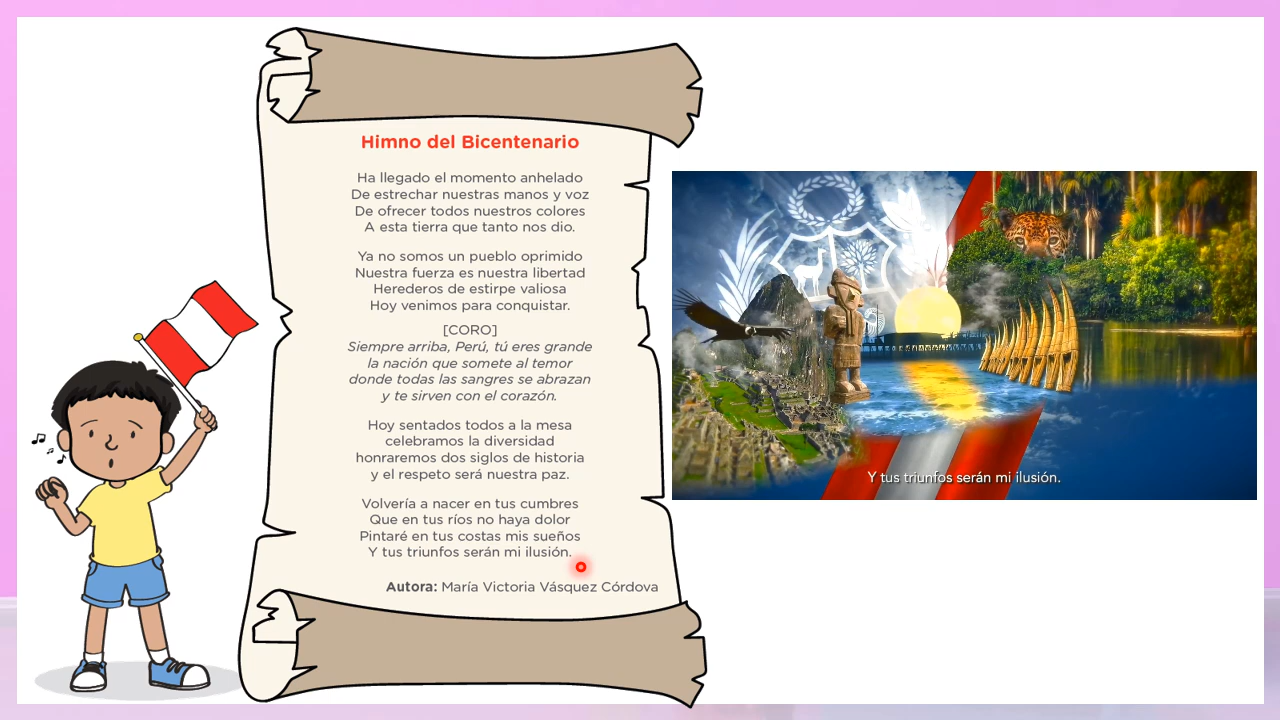 Himno del Bicentenario
Ha llegado el momento anhelado
De estrechar nuestras manos y voz
De ofrecer todos nuestros colores
A esta tierra que tanto nos dio.
Ya no somos un pueblo oprimido
Nuestra fuerza es nuestra libertad
Herederos de estirpe valiosa
Hoy venimos para conquistar.
[CORO]
Siempre arriba, Perú, tú eres grande
la nación que somete al temor
donde todas las sangres se abrazan
y te sirven con el corazón.
Hoy sentados todos a la mesa
celebramos la diversidad
honraremos dos siglos de historia
y el respeto será nuestra paz.
Volvería a nacer en tus cumbres
Que en tus ríos no haya dolor
Pintaré en tus costas mis sueños
Y tus triunfos serán mi ilusión.
Autora: María Victoria Vásquez Córdova
Y tus triunfos serán mi ilusión.